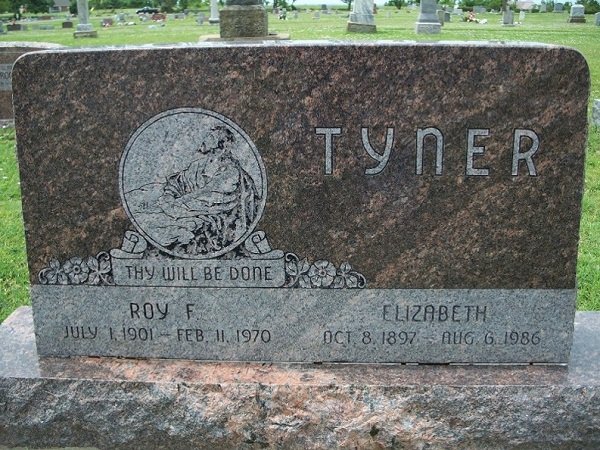 TYNER
THY WILL BE DONE
ROY F.
JULY 1, 1901 – FEB. 11, 1970
ELIZABETH
OCT. 8, 1897 – AUG. 6, 1986